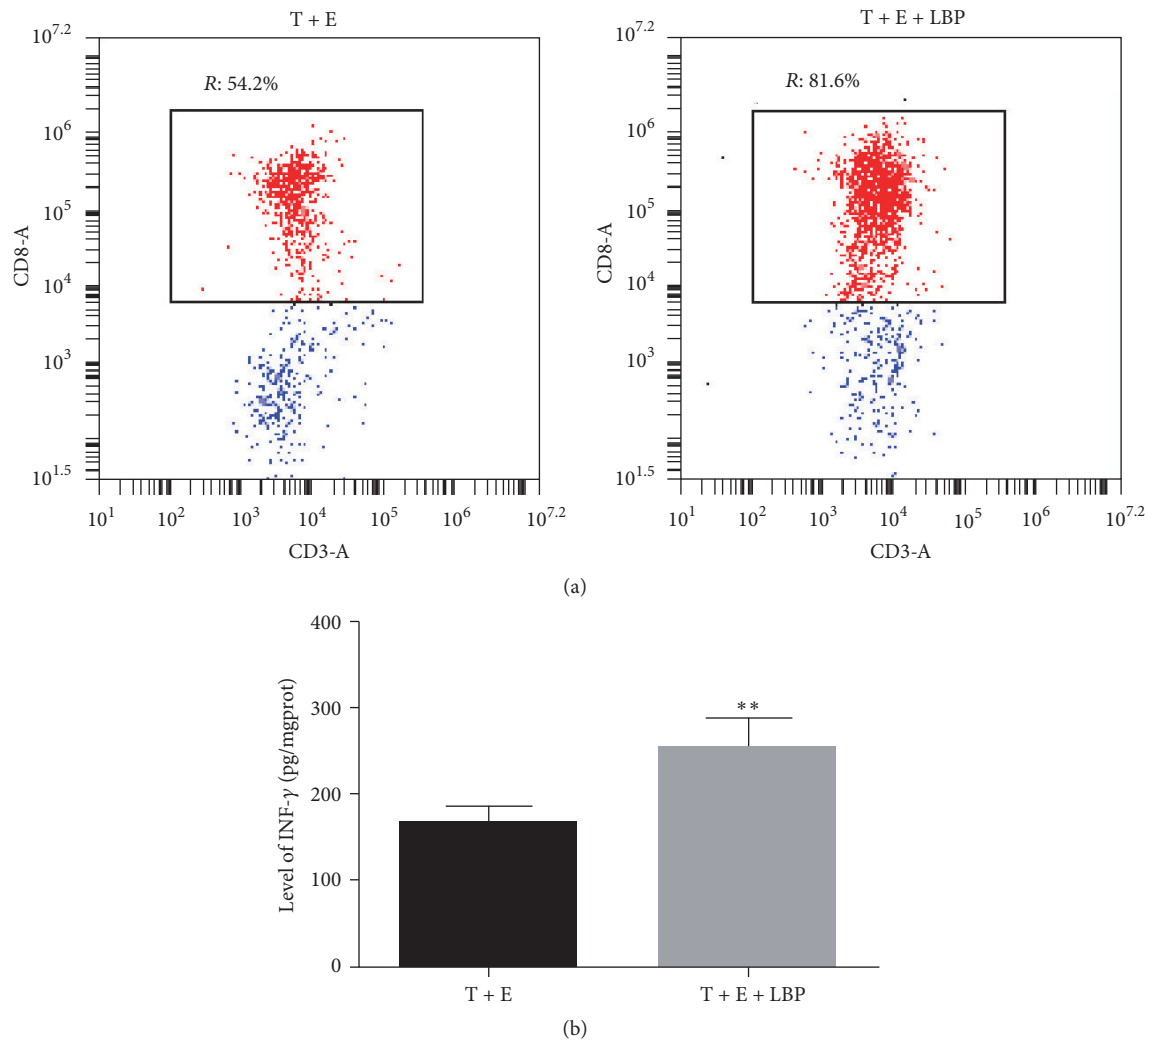 T + E
10^7.2
R: 54.2%
10^6
10^5
10^4
10^3
10^1.5
CD8-A
10^1 10^2 10^3 10^4 10^5 10^6 10^7.2
CD3-A
T + E + LBP
10^7.2
R: 81.6%
10^6
10^5
10^4
10^3
10^1.5
CD8-A
10^1 10^2 10^3 10^4 10^5 10^6 10^7.2
CD3-A
(a)
400
300
200
100
0
Level of INF-γ (pg/mgprot)
**
T + E T + E + LBP
(b)